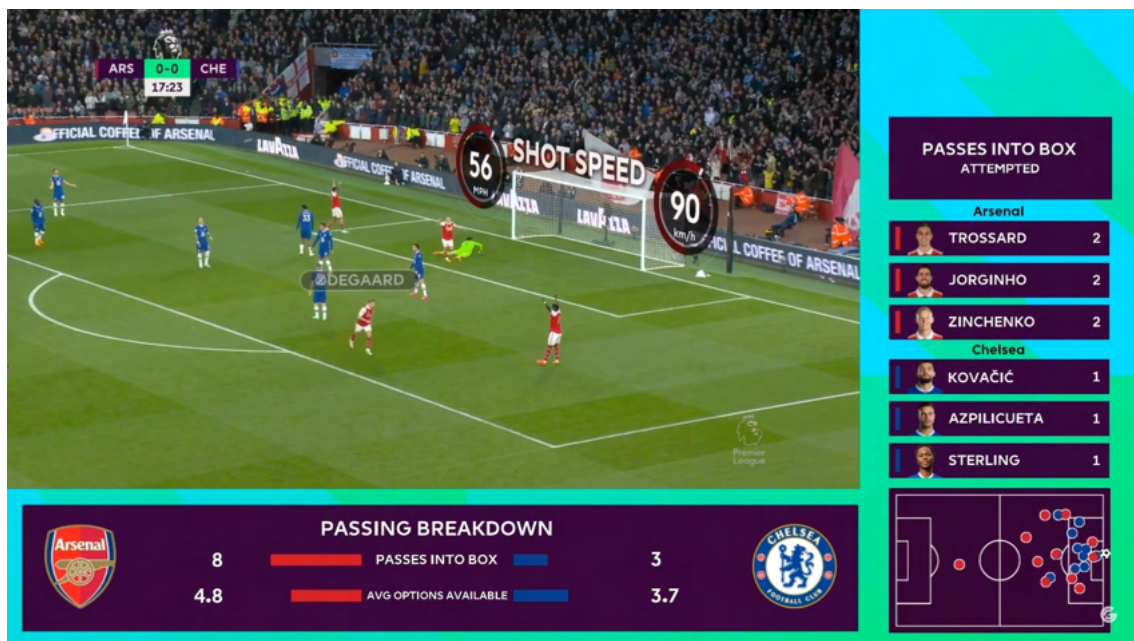 ARS 0-0 CHE
17:23
OFFICIAL COFFEE OF ARSENAL
LAVAZZA
OFFICIAL COFFEE OF ARSENAL
LAVAZZA
OFFICIAL COFFEE OF ARSENAL
56
MPH
SHOT SPEED
90
km/h
ØDEGAARD
Premier
League
PASSES INTO BOX
ATTEMPTED
Arsenal
TROSSARD 2
JORGINHO 2
ZINCHENKO 2
Chelsea
KOVAČIĆ 1
AZPILICUETA 1
STERLING 1
PASSING BREAKDOWN
Arsenal
8 PASSES INTO BOX 3
4.8 AVG OPTIONS AVAILABLE 3.7
CHELSEA
FOOTBALL CLUB
G